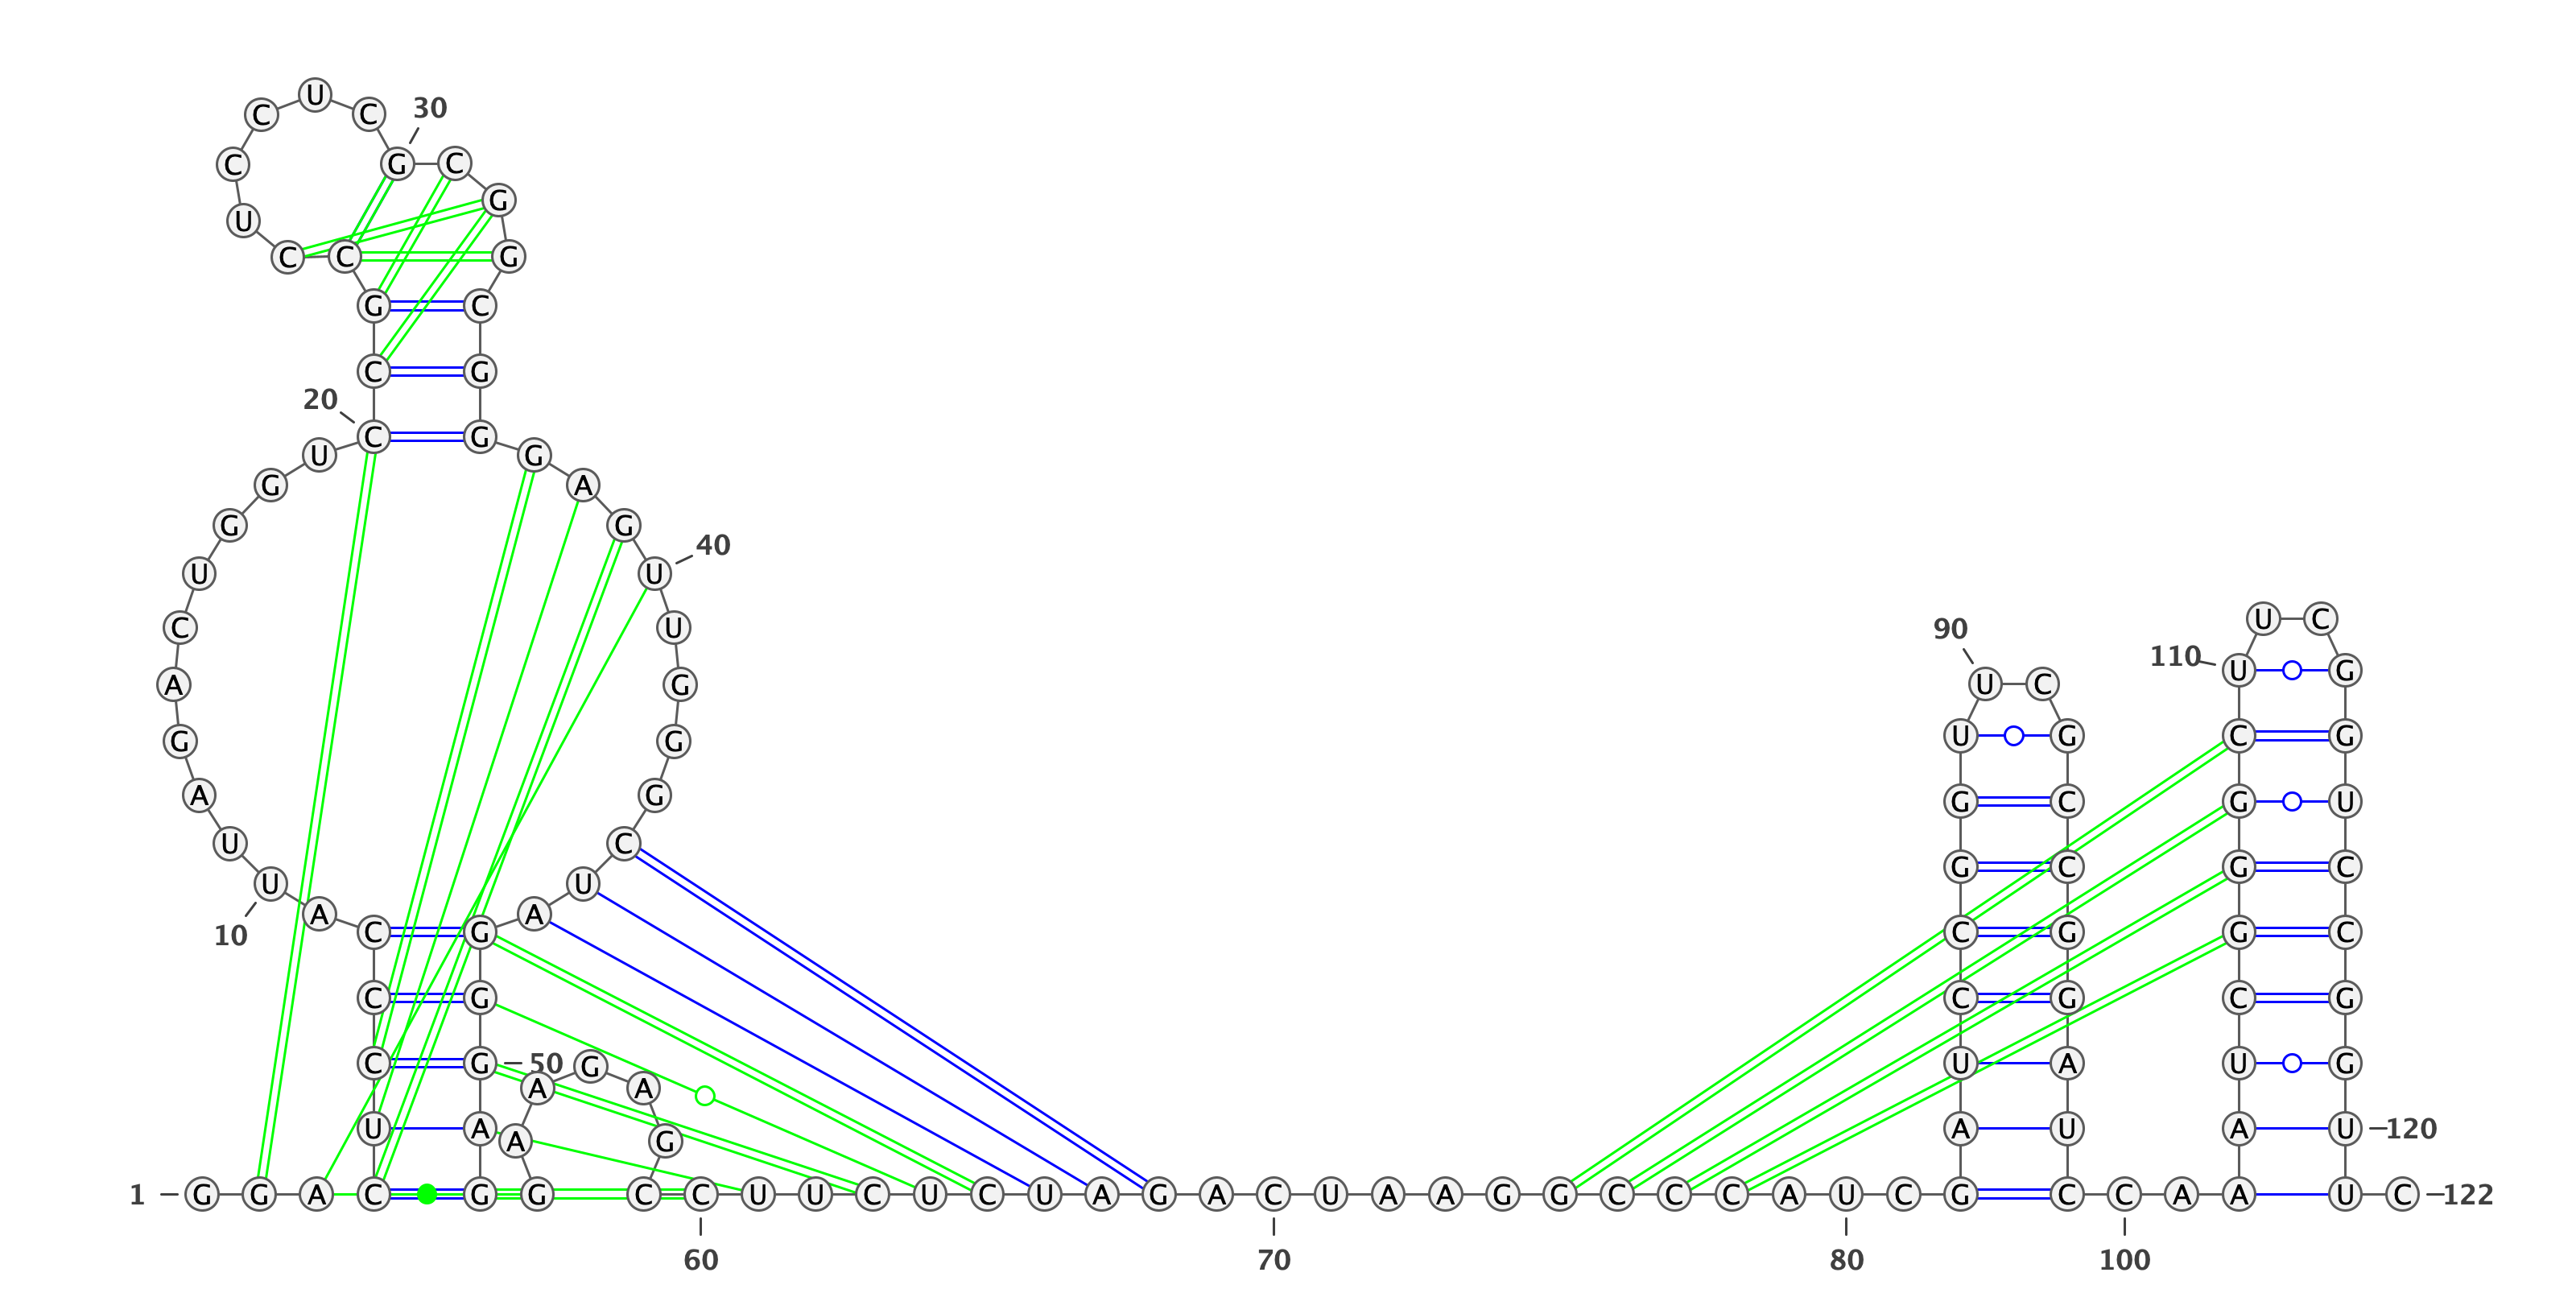 U
C C 30
C G C
G
U
C C G
G C
C G
20
C G
U G
G A
G G
40
U U
U C
C U 90
110 U G
A G U C
G G U G C G
A G G C G U
U C
G C G C
U U
A A
10 C G C G G C
C G C G C G
C G 50 G U A U G
A A
U A A U A U 120
A G
1 G G A C G G C C U U C U C U A G A C U A A G G C C C A U C G C C A A U C 122
60 70 80 100